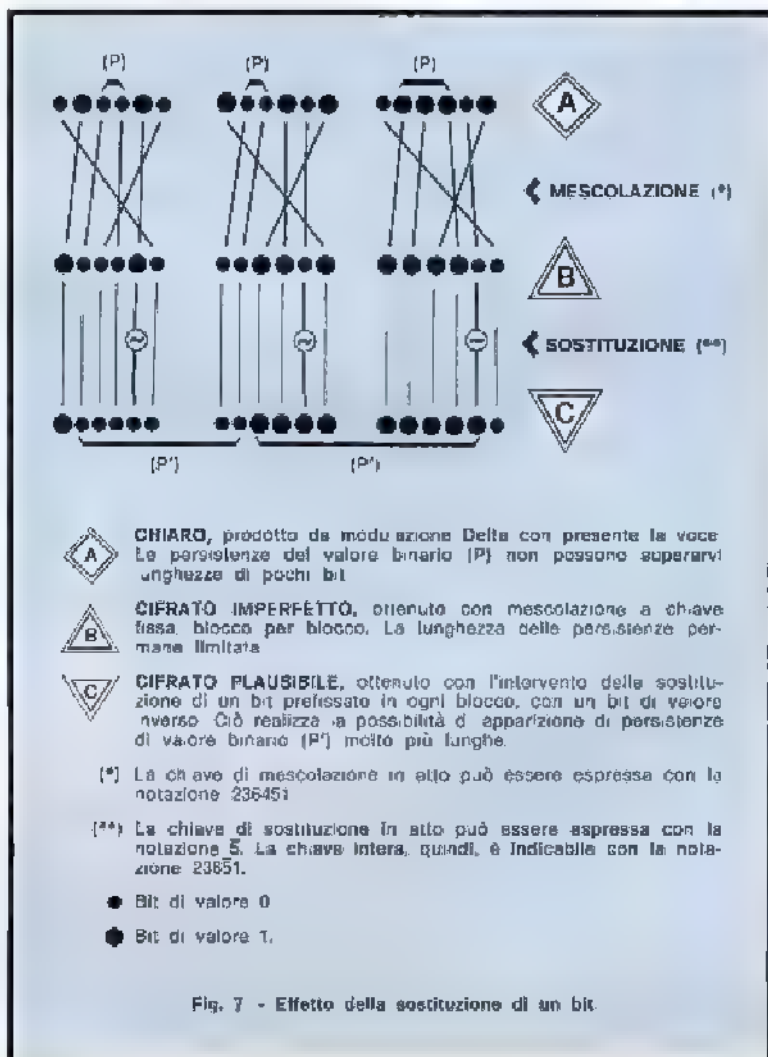 (P) (P) (P)
A
MESCOLAZIONE (*)
B
SOSTITUZIONE (**)
C
(P') (P')
A CHIARO, prodotto da modulazione Delta con presente la voce
Le persistenze del valore binario (P) non possono superarvi
lunghezze di pochi bit
B CIFRATO IMPERFETTO, ottenuto con mescolazione a chiave
fissa, blocco per blocco. La lunghezza delle persistenze per-
mane limitata
C CIFRATO PLAUSIBILE, ottenuto con l'intervento della sostitu-
zione di un bit prefissato in ogni blocco, con un bit di valore
inverso Ciò realizza la possibilità di apparizione di persistenze
di valore binario (P') molto più lunghe.
(*) La chiave di mescolazione in atto può essere espressa con la
notazione 236451
(**) La chiave di sostituzione in atto può essere espressa con la
notazione 5̅. La chiave intera, quindi, è indicabile con la nota-
zione
Bit di valore 0
Bit di valore 1.
Fig. 7 - Effetto della sostituzione di un bit